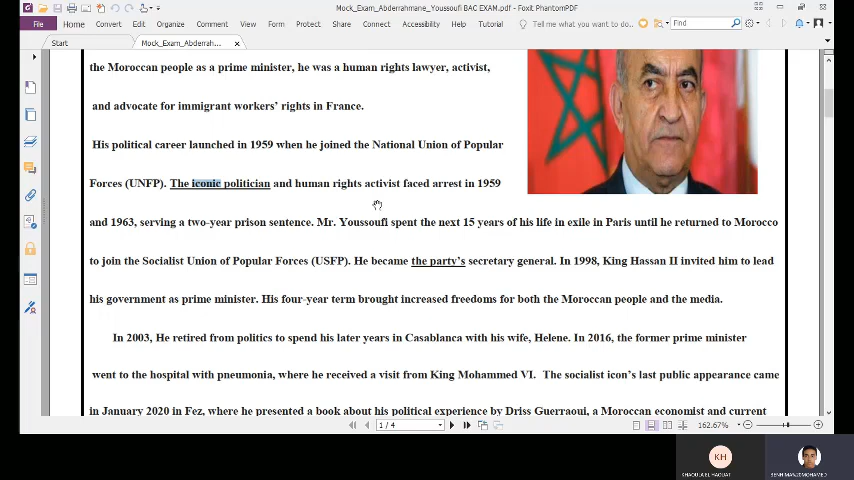 Mock_Exam_Abderrahmane_Youssoufi BAC EXAM.pdf - Foxit PhantomPDF
File Home Convert Edit Organize Comment View Form Protect Share Connect Accessibility Help Tutorial Tell me what you want to do.. Find
Start Mock_Exam_Abderrah...
the Moroccan people as a prime minister, he was a human rights lawyer, activist,
and advocate for immigrant workers' rights in France.
His political career launched in 1959 when he joined the National Union of Popular
Forces (UNFP). The iconic politician and human rights activist faced arrest in 1959
and 1963, serving a two-year prison sentence. Mr. Youssoufi spent the next 15 years of his life in exile in Paris until he returned to Morocco
to join the Socialist Union of Popular Forces (USFP). He became the party's secretary general. In 1998, King Hassan II invited him to lead
his government as prime minister. His four-year term brought increased freedoms for both the Moroccan people and the media.
In 2003, He retired from politics to spend his later years in Casablanca with his wife, Helene. In 2016, the former prime minister
went to the hospital with pneumonia, where he received a visit from King Mohammed VI. The socialist icon's last public appearance came
in January 2020 in Fez, where he presented a book about his political experience by Driss Guerraoui, a Moroccan economist and current
1 / 4 162.67%
KH
KHAOULA EL HAOUAT